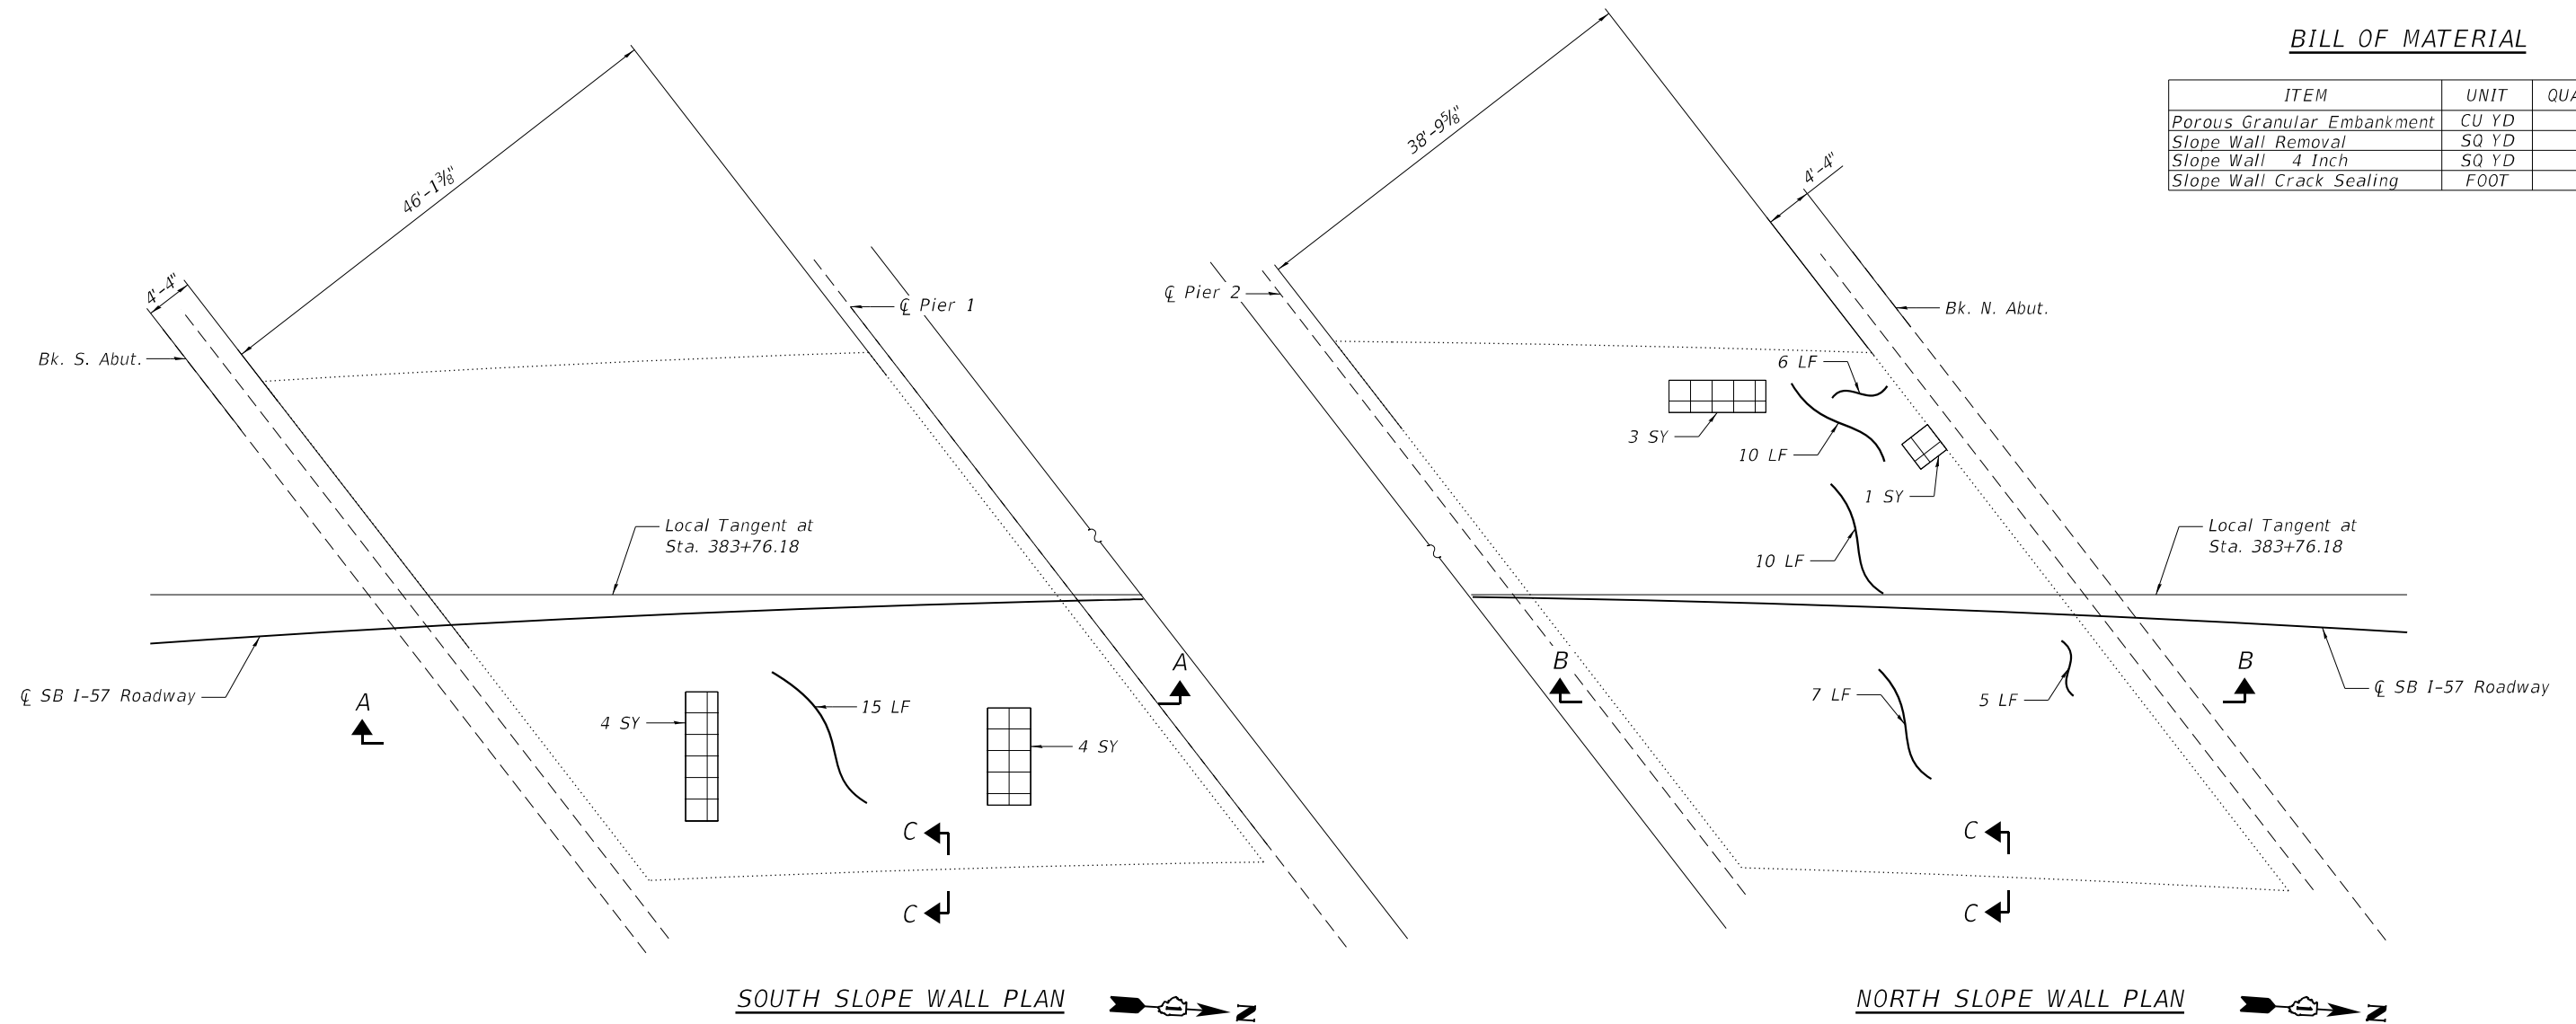 BILL OF MATERIAL
ITEM UNIT QUA
Porous Granular Embankment CU YD
Slope Wall Removal SQ YD
Slope Wall 4 Inch SQ YD
Slope Wall Crack Sealing FOOT
46'-1⅜"
4'-4"
Bk. S. Abut.
℄ Pier 1
Local Tangent at
Sta. 383+76.18
℄ SB I-57 Roadway
A
A
4 SY
15 LF
4 SY
C
C
SOUTH SLOPE WALL PLAN
N
38'-9⅝"
4'-4"
℄ Pier 2
Bk. N. Abut.
6 LF
3 SY
10 LF
1 SY
10 LF
Local Tangent at
Sta. 383+76.18
B
B
7 LF
5 LF
℄ SB I-57 Roadway
C
C
NORTH SLOPE WALL PLAN
N